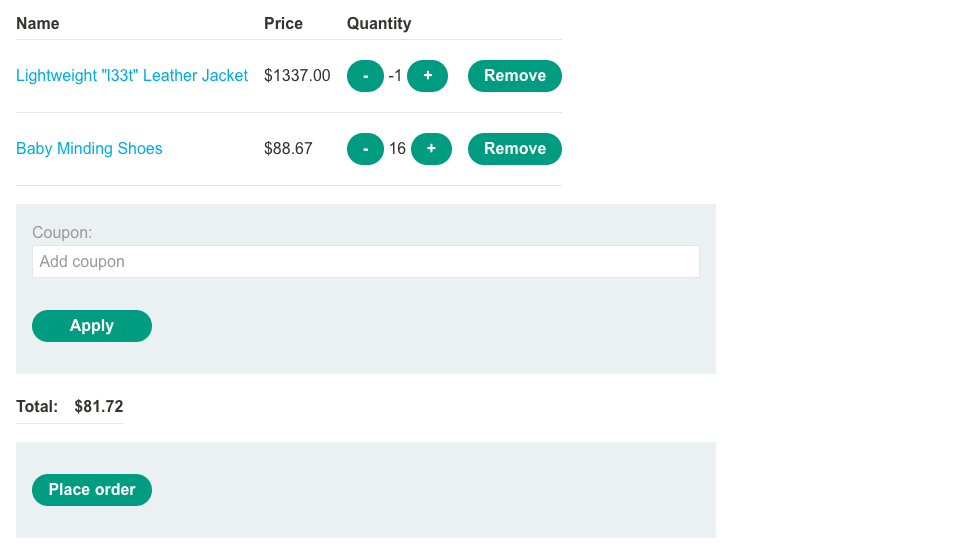 Name Price Quantity
Lightweight "l33t" Leather Jacket $1337.00 - -1 + Remove
Baby Minding Shoes $88.67 - 16 + Remove
Coupon:
Add coupon
Apply
Total: $81.72
Place order